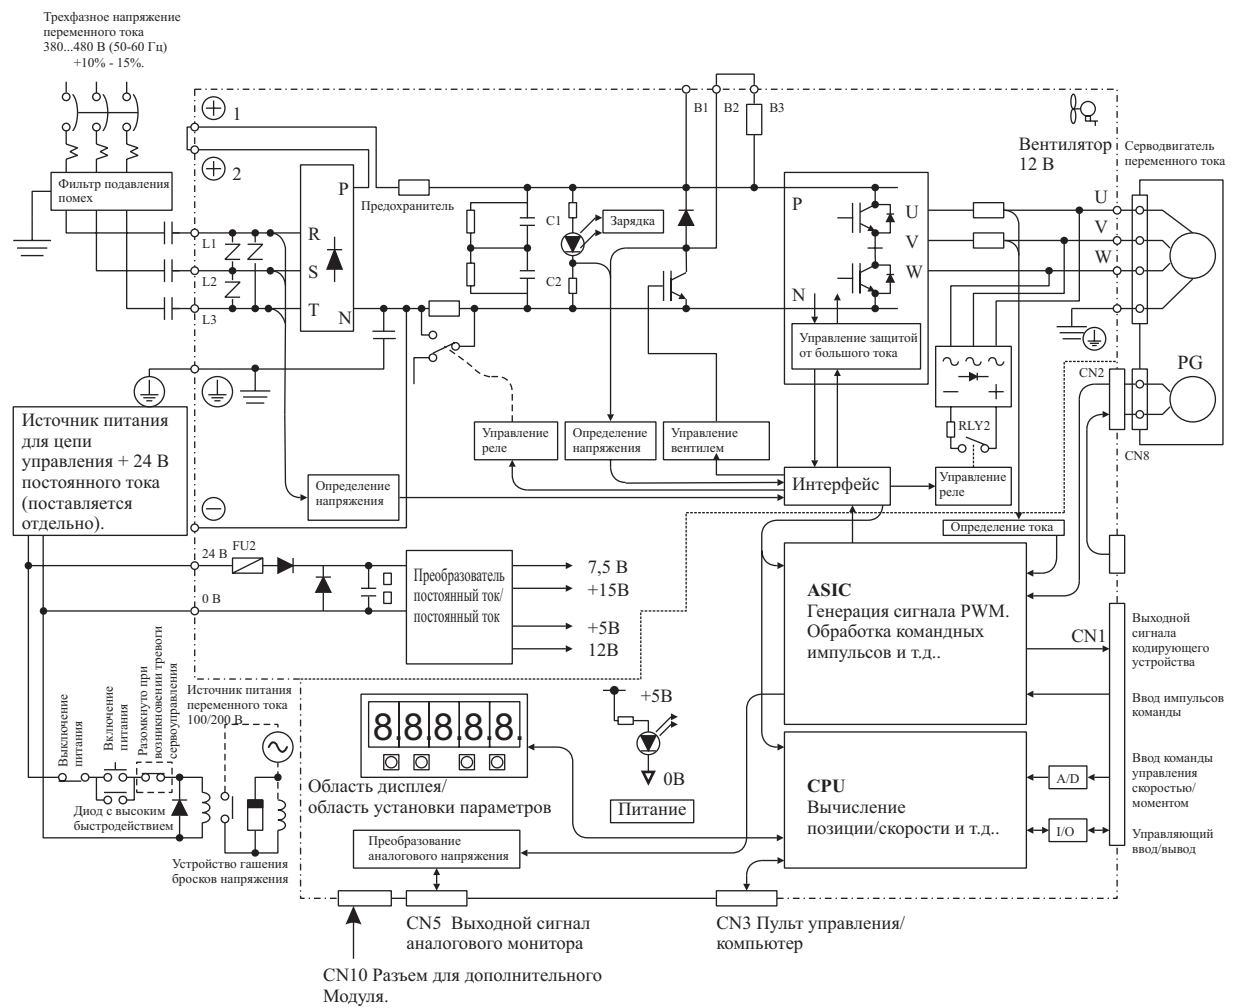 Трехфазное напряжение
переменного тока
380...480 В (50-60 Гц)
+10% - 15%.
1
2
B1
B2
B3
Вентилятор
12 В
Серводвигатель
переменного тока
Фильтр подавления
помех
P
Предохранитель
C1
Зарядка
C2
P
U
V
W
N
U
V
W
L1
L2
L3
R
S
T
N
Управление защитой
от большого тока
CN2
PG
CN8
Источник питания
для цепи
управления + 24 В
постоянного тока
(поставляется
отдельно).
Управление
реле
Определение
напряжения
Управление
вентилем
RLY2
Определение
напряжения
Интерфейс
Управление
реле
Определение тока
24 В
FU2
0 В
Преобразователь
постоянный ток/
постоянный ток
7,5 В
+15В
+5В
12В
ASIC
Генерация сигнала PWM.
Обработка командных
импульсов и т.д..
CN1
Выходной
сигнала
кодирующего
устройства
Ввод импульсов
команды
Источник питания
переменного тока
100/200 В
Выключение
питания
Включение
питания
Разомкнуто при
возникновении тревоги
сервоуправления
Диод с высоким
быстродействием
Устройство гашения
бросков напряжения
8.8.8.8.8.
Область дисплея/
область установки параметров
+5В
0В
Питание
CPU
Вычисление
позиции/скорости и т.д..
A/D
I/O
Ввод команды
управления
скоростью/
моментом
Управляющий
ввод/вывод
Преобразование
аналогового напряжения
CN5 Выходной сигнал
аналогового монитора
CN3 Пульт управления/
компьютер
CN10 Разъем для дополнительного
Модуля.